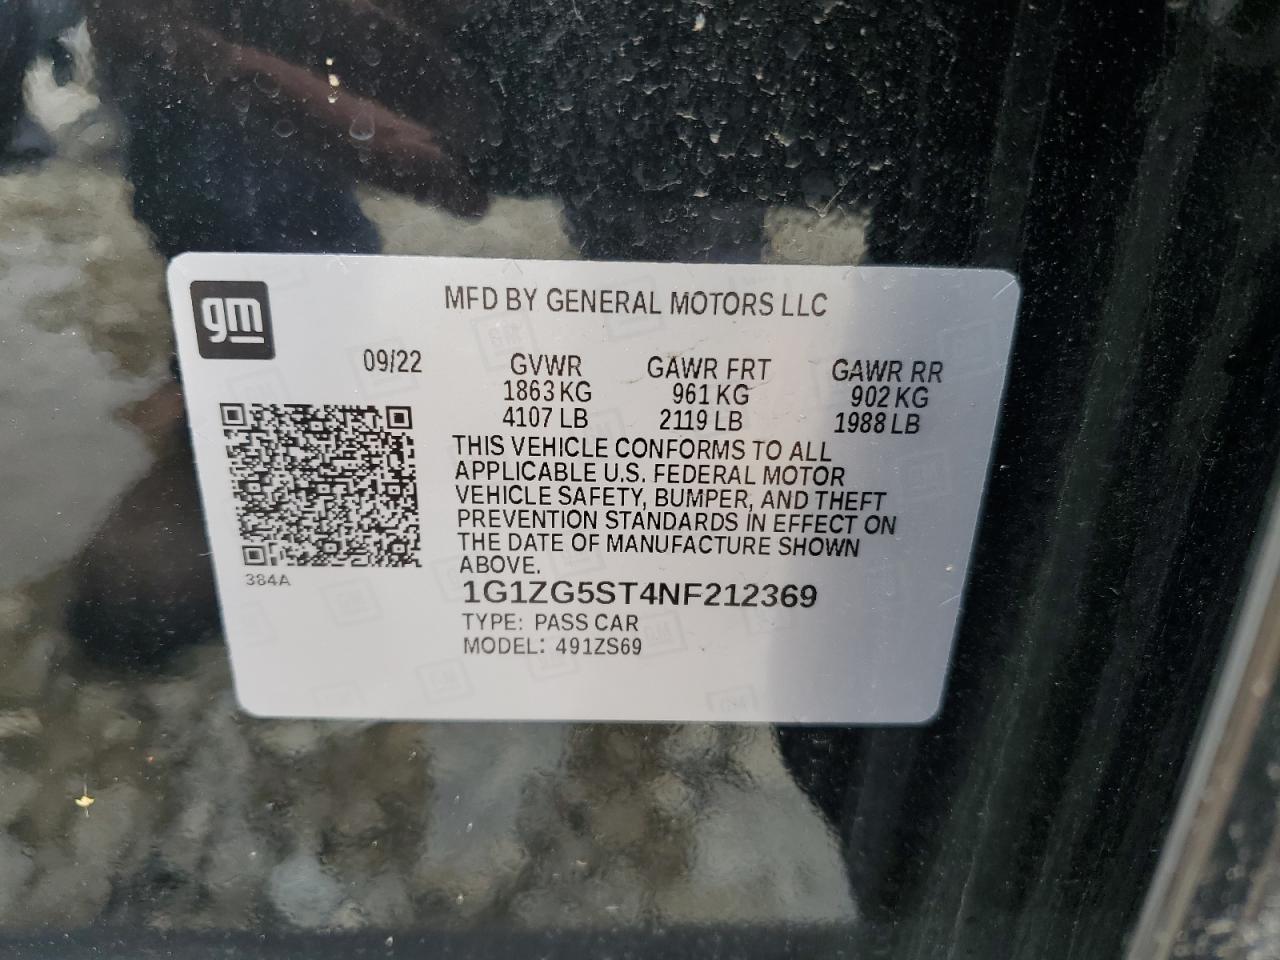 gm
MFD BY GENERAL MOTORS LLC
09/22 GVWR GAWR FRT GAWR RR
1863 KG 961 KG 902 KG
4107 LB 2119 LB 1988 LB
THIS VEHICLE CONFORMS TO ALL
APPLICABLE U.S. FEDERAL MOTOR
VEHICLE SAFETY, BUMPER, AND THEFT
PREVENTION STANDARDS IN EFFECT ON
THE DATE OF MANUFACTURE SHOWN
ABOVE.
384A
1G1ZG5ST4NF212369
TYPE: PASS CAR
MODEL: 491ZS69